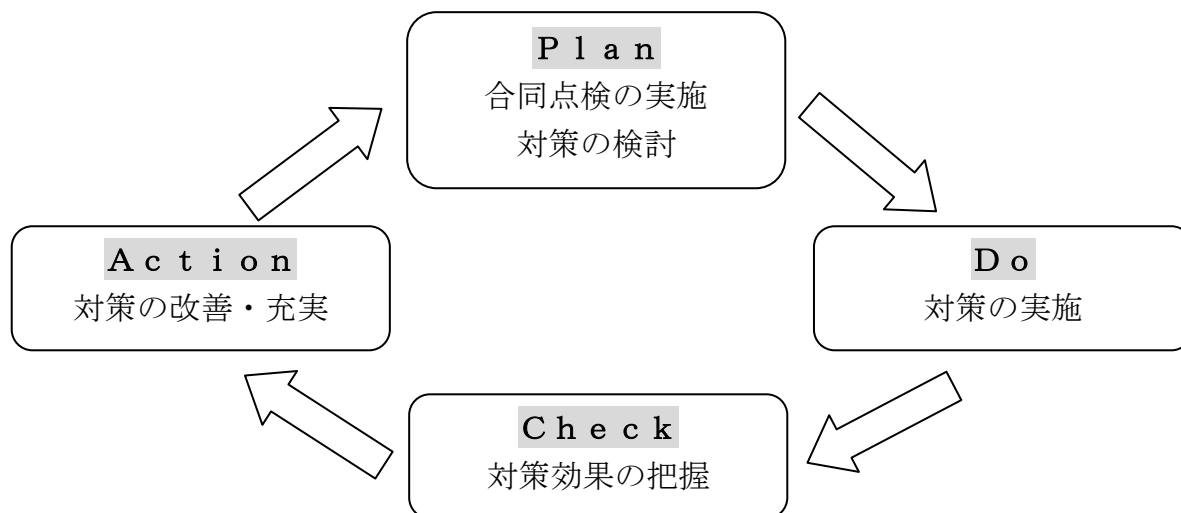 Ｐｌａｎ
合同点検の実施
対策の検討
Ａｃｔｉｏｎ
対策の改善・充実
Ｄｏ
対策の実施
Ｃｈｅｃｋ
対策効果の把握